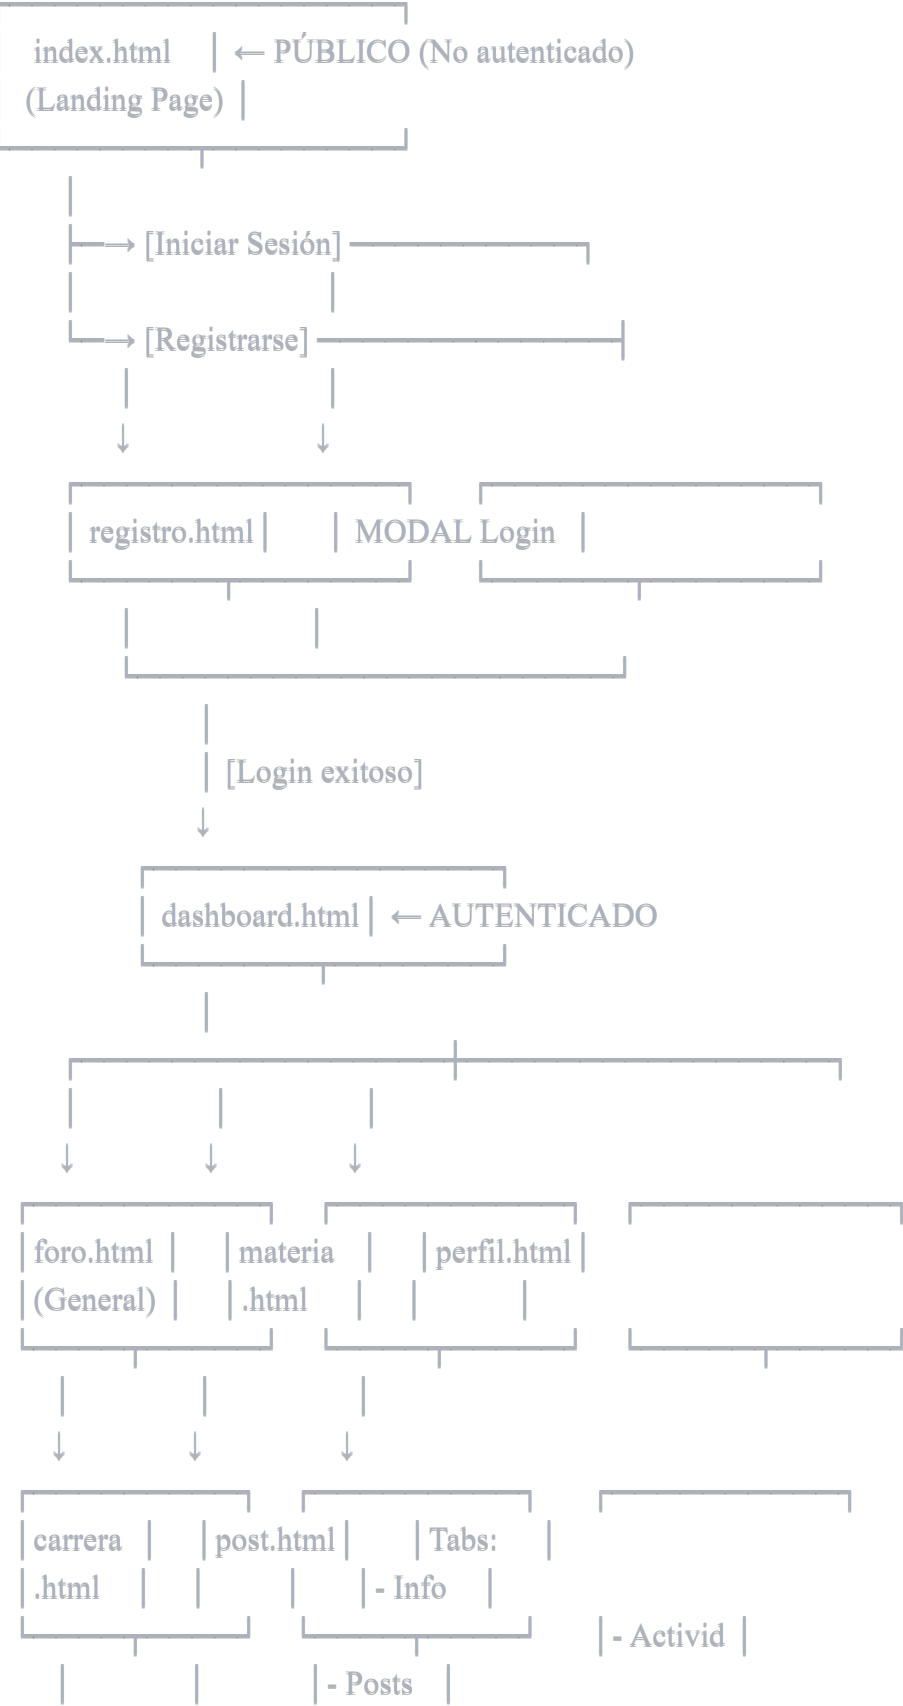 index.html │ ← PÚBLICO (No autenticado)
(Landing Page) │
→ [Iniciar Sesión]
→ [Registrarse]
↓ ↓
│ registro.html │ │ MODAL Login │
│ [Login exitoso]
↓
│ dashboard.html │ ← AUTENTICADO
↓ ↓ ↓
│ foro.html │ │ materia │ │ perfil.html │
│ (General) │ │ .html │ │ │
↓ ↓ ↓
│ carrera │ │ post.html │ │ Tabs: │
│ .html │ │ │ │ - Info │
│ - Activid │
│ │ │ - Posts │